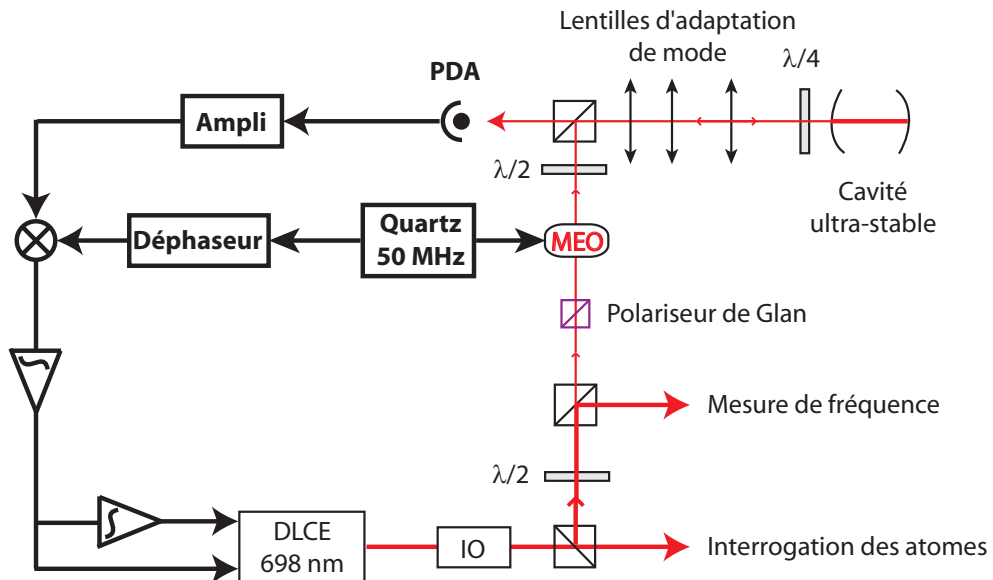 Lentilles d'adaptation
de mode
λ/4
PDA
Ampli
λ/2
Cavité
ultra-stable
Déphaseur
Quartz
50 MHz
MEO
Polariseur de Glan
Mesure de fréquence
λ/2
DLCE
698 nm
IO
Interrogation des atomes